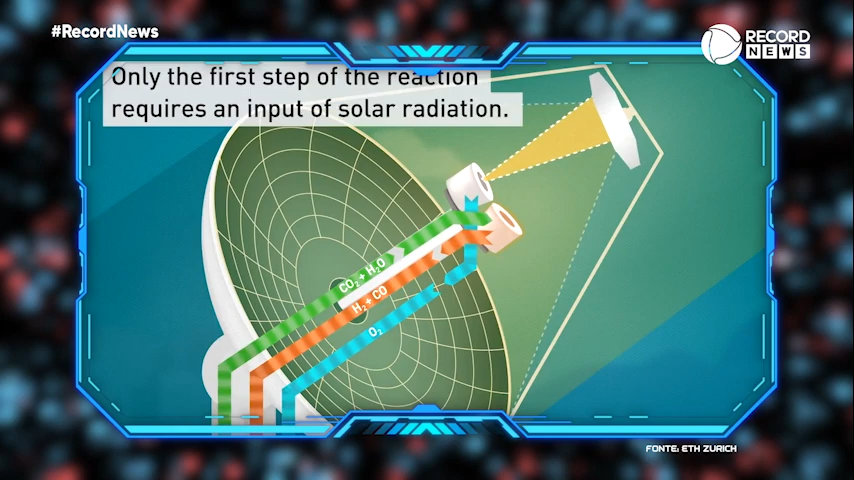 #RecordNews
RECORD
NEWS
Only the first step of the reaction
requires an input of solar radiation.
CO₂ + H₂O
H₂ + CO
O₂
FONTE: ETH ZURICH